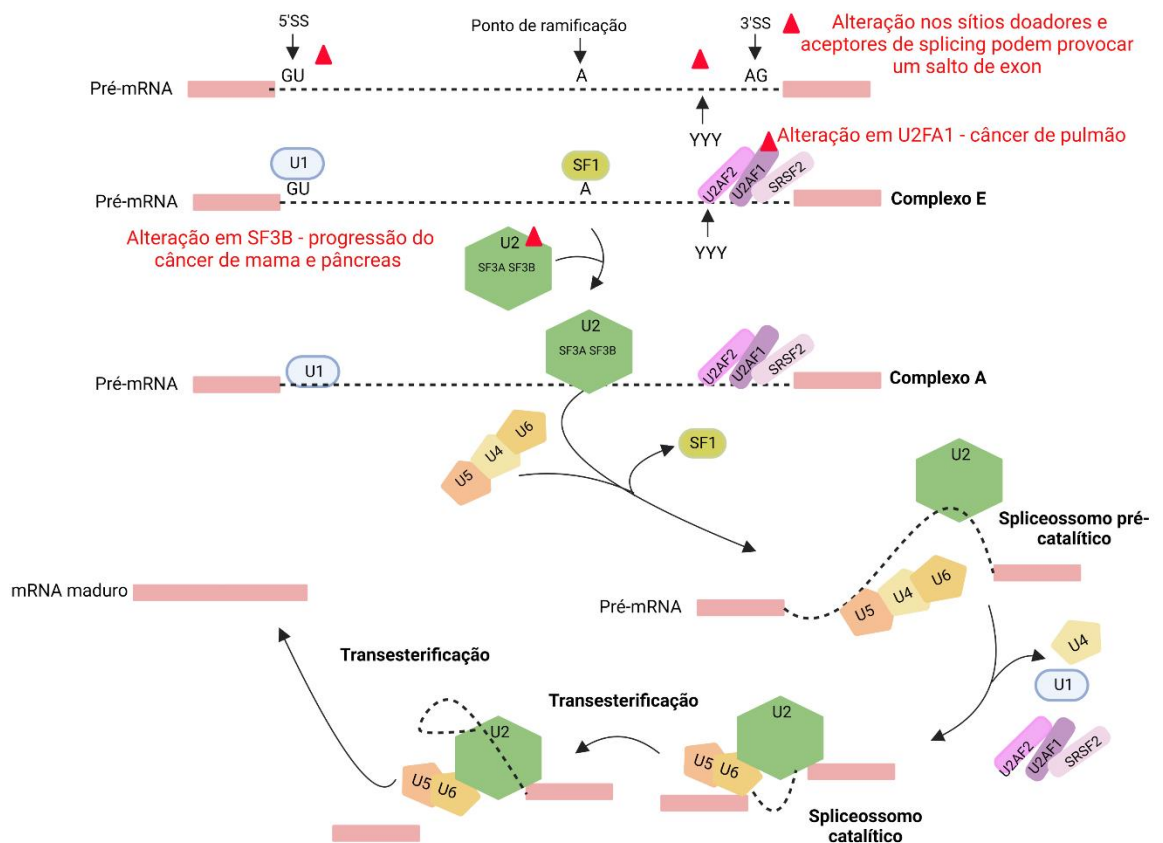 5'SS
Ponto de ramificação
3'SS
Alteração nos sítios doadores e
aceptores de splicing podem provocar
um salto de exon
GU
A
AG
Pré-mRNA
YYY
Alteração em U2FA1 - câncer de pulmão
U1
SF1
U2AF2
U2AF1
SRSF2
GU
A
Pré-mRNA
Complexo E
YYY
Alteração em SF3B - progressão do
câncer de mama e pâncreas
U2
SF3A SF3B
U2
SF3A SF3B
U2AF2
U2AF1
SRSF2
U1
Pré-mRNA
Complexo A
U6
U4
U5
SF1
U2
Spliceossomo pré-
catalítico
mRNA maduro
Pré-mRNA
U5
U4
U6
U4
U1
U2AF2
U2AF1
SRSF2
Transesterificação
Transesterificação
U2
U2
U5
U6
U5
U6
Spliceossomo
catalítico